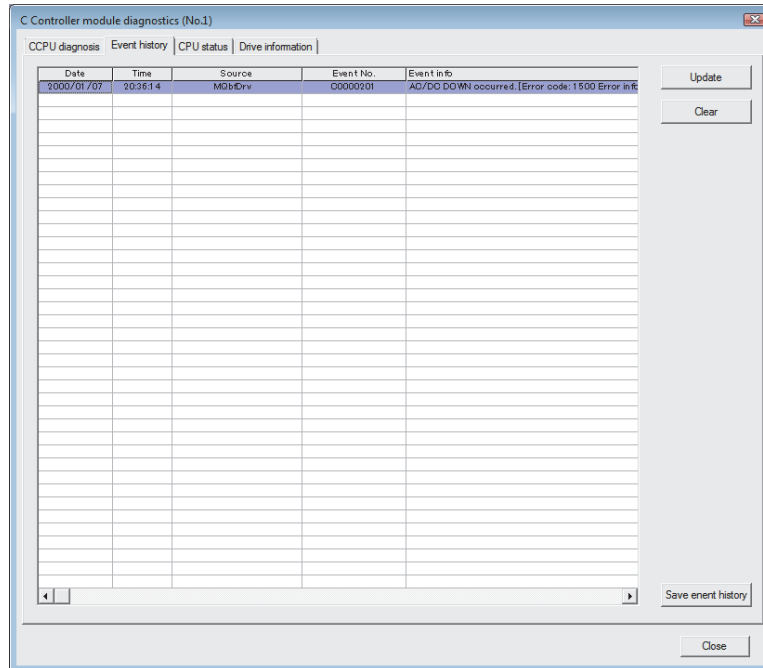 C Controller module diagnostics (No.1)
CCPU diagnosis Event history CPU status Drive information
Date Time Source Event No. Event info
2000/01/07 20:36:14 MQbfDrv C0000201 AC/DC DOWN occurred. [Error code: 1500 Error info
Update
Clear
Save enent history
Close